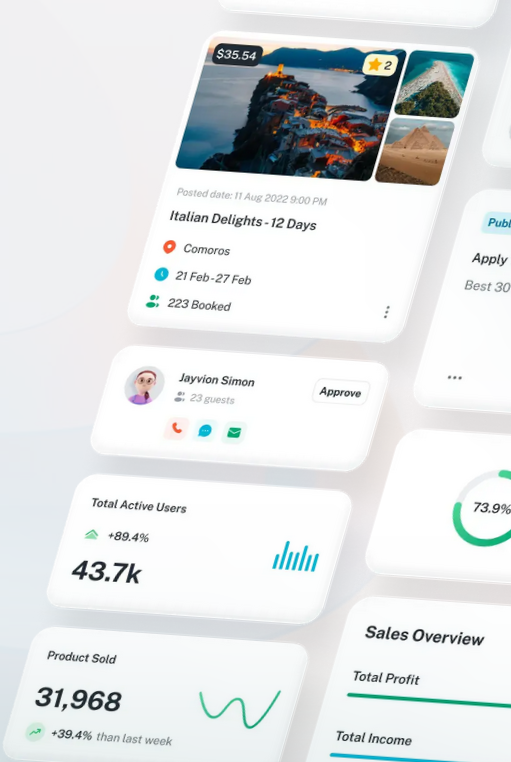 $35.54
2
Posted date: 11 Aug 2022 9:00 PM
Italian Delights - 12 Days
Comoros
21 Feb - 27 Feb
223 Booked
Jayvion Simon
23 guests
Approve
Total Active Users
+89.4%
43.7k
Product Sold
31,968
+39.4% than last week
Publ
Apply
Best 30
73.9%
Sales Overview
Total Profit
Total Income